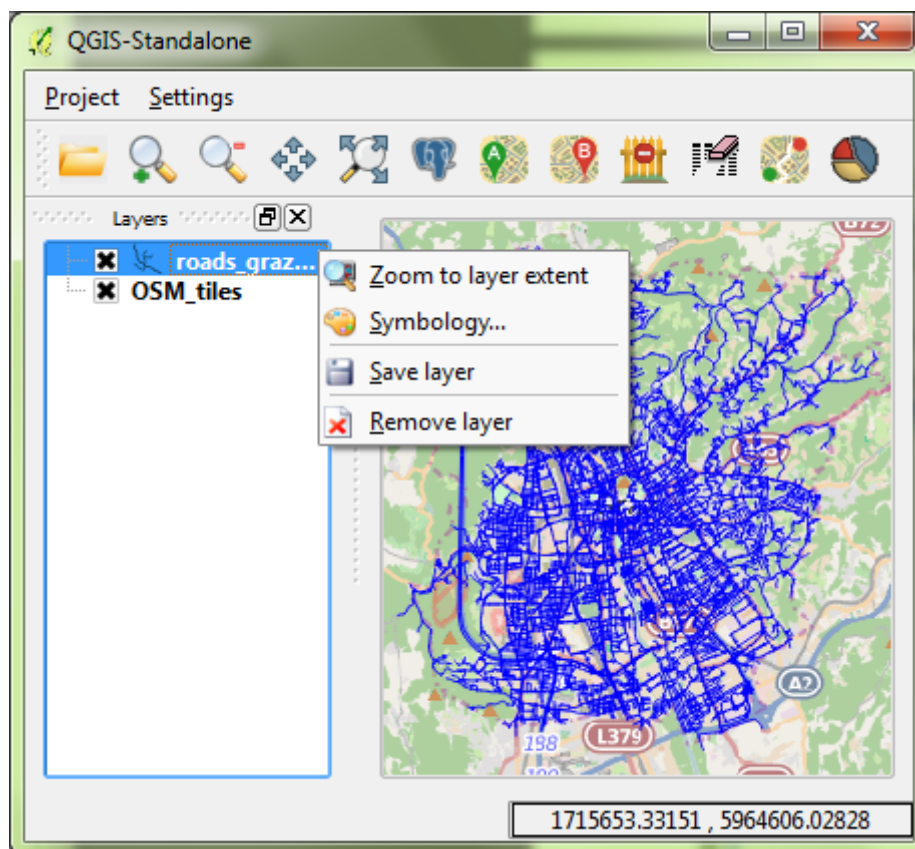 QGIS-Standalone
Project Settings
A
B
Layers
roads_graz...
OSM_tiles
Zoom to layer extent
Symbology...
Save layer
Remove layer
A2
L379
198
1715653.33151 , 5964606.02828